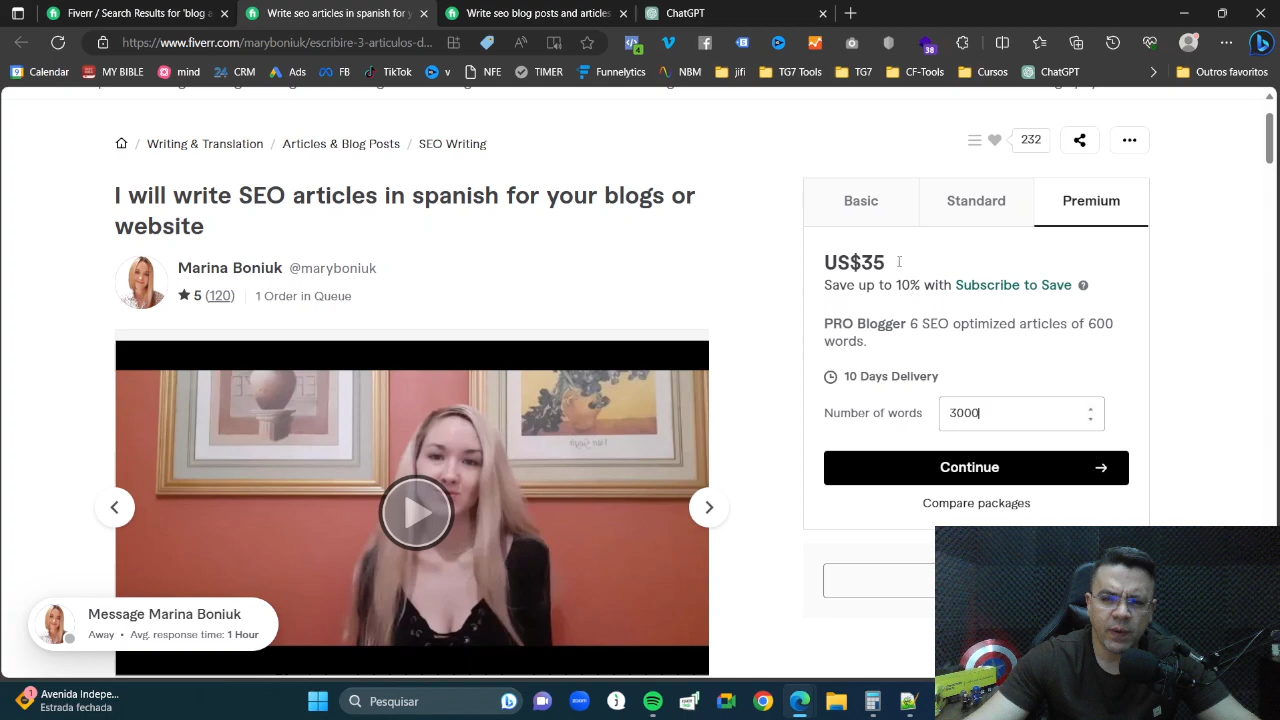 Fiverr / Search Results for 'blog a
Write seo articles in spanish for y
Write seo blog posts and articles
ChatGPT
https://www.fiverr.com/maryboniuk/escribire-3-articulos-d...
4
38
Calendar
MY BIBLE
mind
CRM
Ads
FB
TikTok
v
NFE
TIMER
Funnelytics
NBM
jifi
TG7 Tools
TG7
CF-Tools
Cursos
ChatGPT
Outros favoritos
/ Writing & Translation / Articles & Blog Posts / SEO Writing
232
I will write SEO articles in spanish for your blogs or
website
Marina Boniuk @maryboniuk
5 (120) 1 Order in Queue
Basic
Standard
Premium
US$35
Save up to 10% with Subscribe to Save
PRO Blogger 6 SEO optimized articles of 600
words.
10 Days Delivery
Number of words 3000
Continue
Compare packages
Message Marina Boniuk
Away • Avg. response time: 1 Hour
1
Avenida Indepe...
Estrada fechada
Pesquisar
zoom